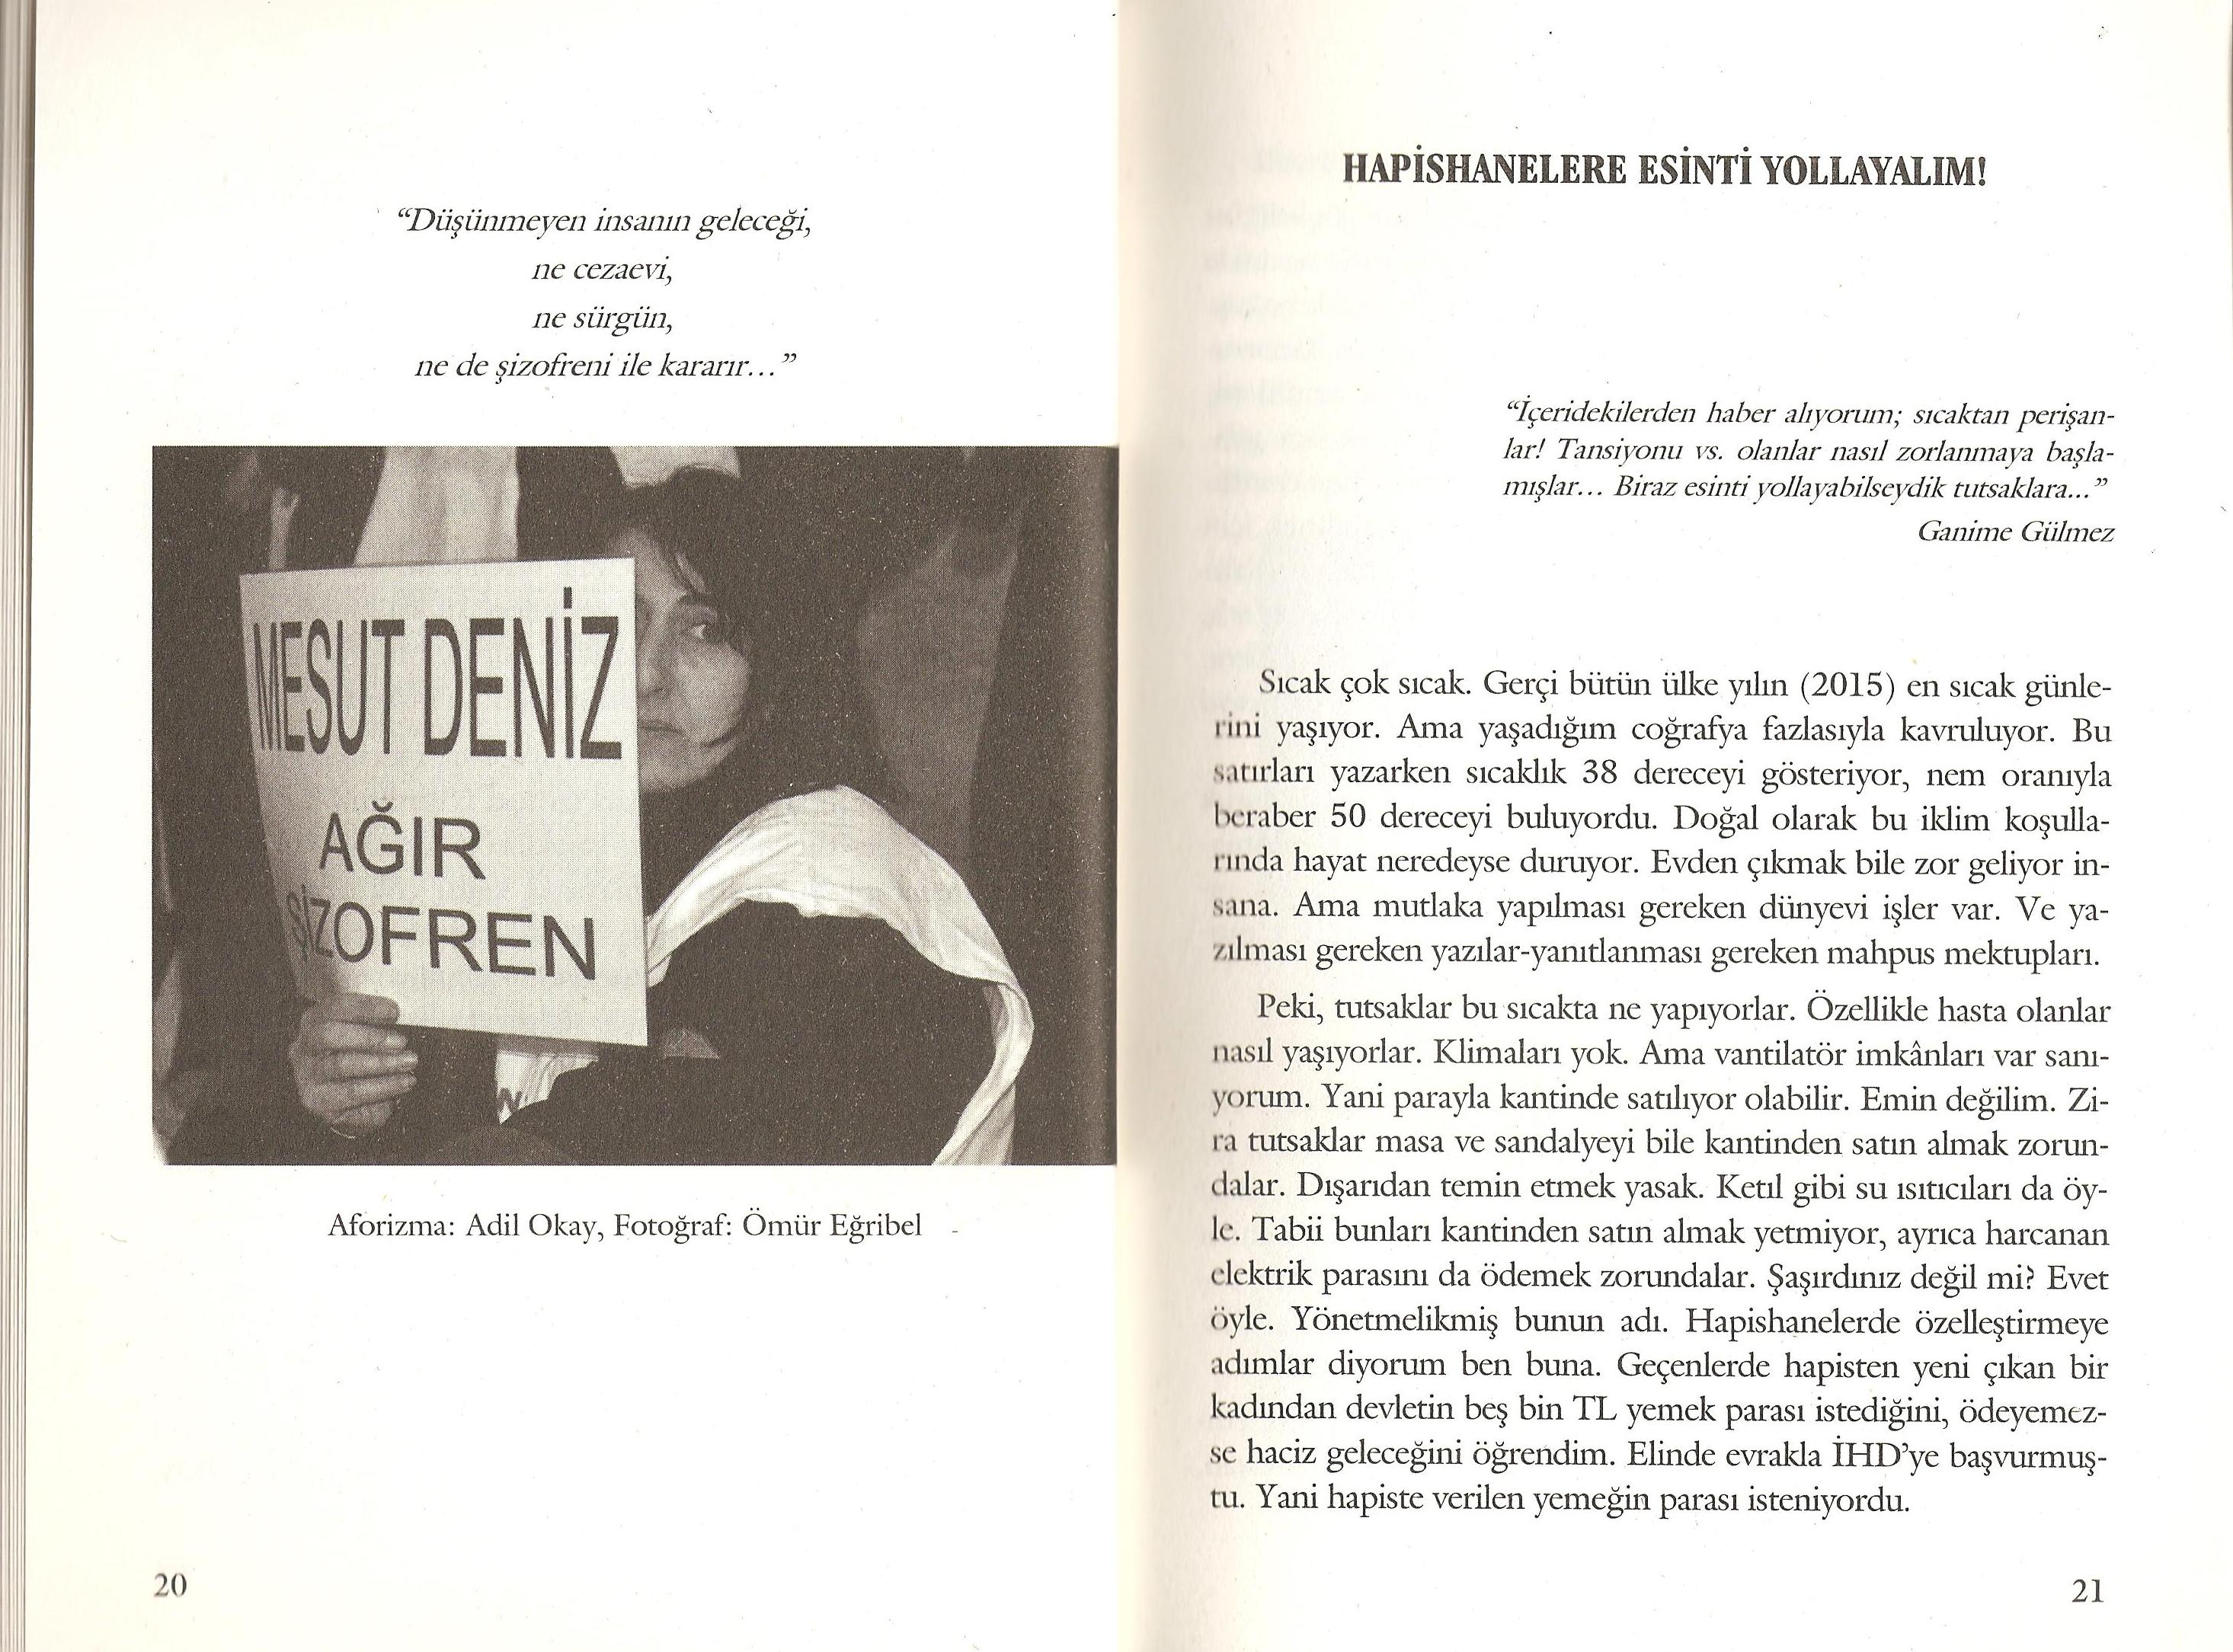 “Düşünmeyen insanın geleceği,
ne cezaevi,
ne sürgün,
ne de şizofreni ile kararır...”
MESUT DENİZ
AĞIR
ŞİZOFREN
Aforizma: Adil Okay, Fotoğraf: Ömür Eğribel
20
HAPİSHANELERE ESİNTİ YOLLAYALIM!
“İçeridekilerden haber alıyorum; sıcaktan perişan-
lar! Tansiyonu vs. olanlar nasıl zorlanmaya başla-
mışlar... Biraz esinti yollayabilseydik tutsaklara...”
Ganime Gülmez
Sıcak çok sıcak. Gerçi bütün ülke yılın (2015) en sıcak günle-
rini yaşıyor. Ama yaşadığım coğrafya fazlasıyla kavruluyor. Bu
satırları yazarken sıcaklık 38 dereceyi gösteriyor, nem oranıyla
beraber 50 dereceyi buluyordu. Doğal olarak bu iklim koşulla-
rında hayat neredeyse duruyor. Evden çıkmak bile zor geliyor in-
sana. Ama mutlaka yapılması gereken dünyevi işler var. Ve ya-
zılması gereken yazılar-yanıtlanması gereken mahpus mektupları.
Peki, tutsaklar bu sıcakta ne yapıyorlar. Özellikle hasta olanlar
nasıl yaşıyorlar. Klimaları yok. Ama vantilatör imkânları var sanı-
yorum. Yani parayla kantinde satılıyor olabilir. Emin değilim. Zi-
ra tutsaklar masa ve sandalyeyi bile kantinden satın almak zorun-
dalar. Dışarıdan temin etmek yasak. Ketıl gibi su ısıtıcıları da öy-
le. Tabii bunları kantinden satın almak yetmiyor, ayrıca harcanan
elektrik parasını da ödemek zorundalar. Şaşırdınız değil mi? Evet
öyle. Yönetmelikmiş bunun adı. Hapishanelerde özelleştirmeye
adımlar diyorum ben buna. Geçenlerde hapisten yeni çıkan bir
kadından devletin beş bin TL yemek parası istediğini, ödeyemez-
se haciz geleceğini öğrendim. Elinde evrakla İHD’ye başvurmuş-
tu. Yani hapiste verilen yemeğin parası isteniyordu.
21